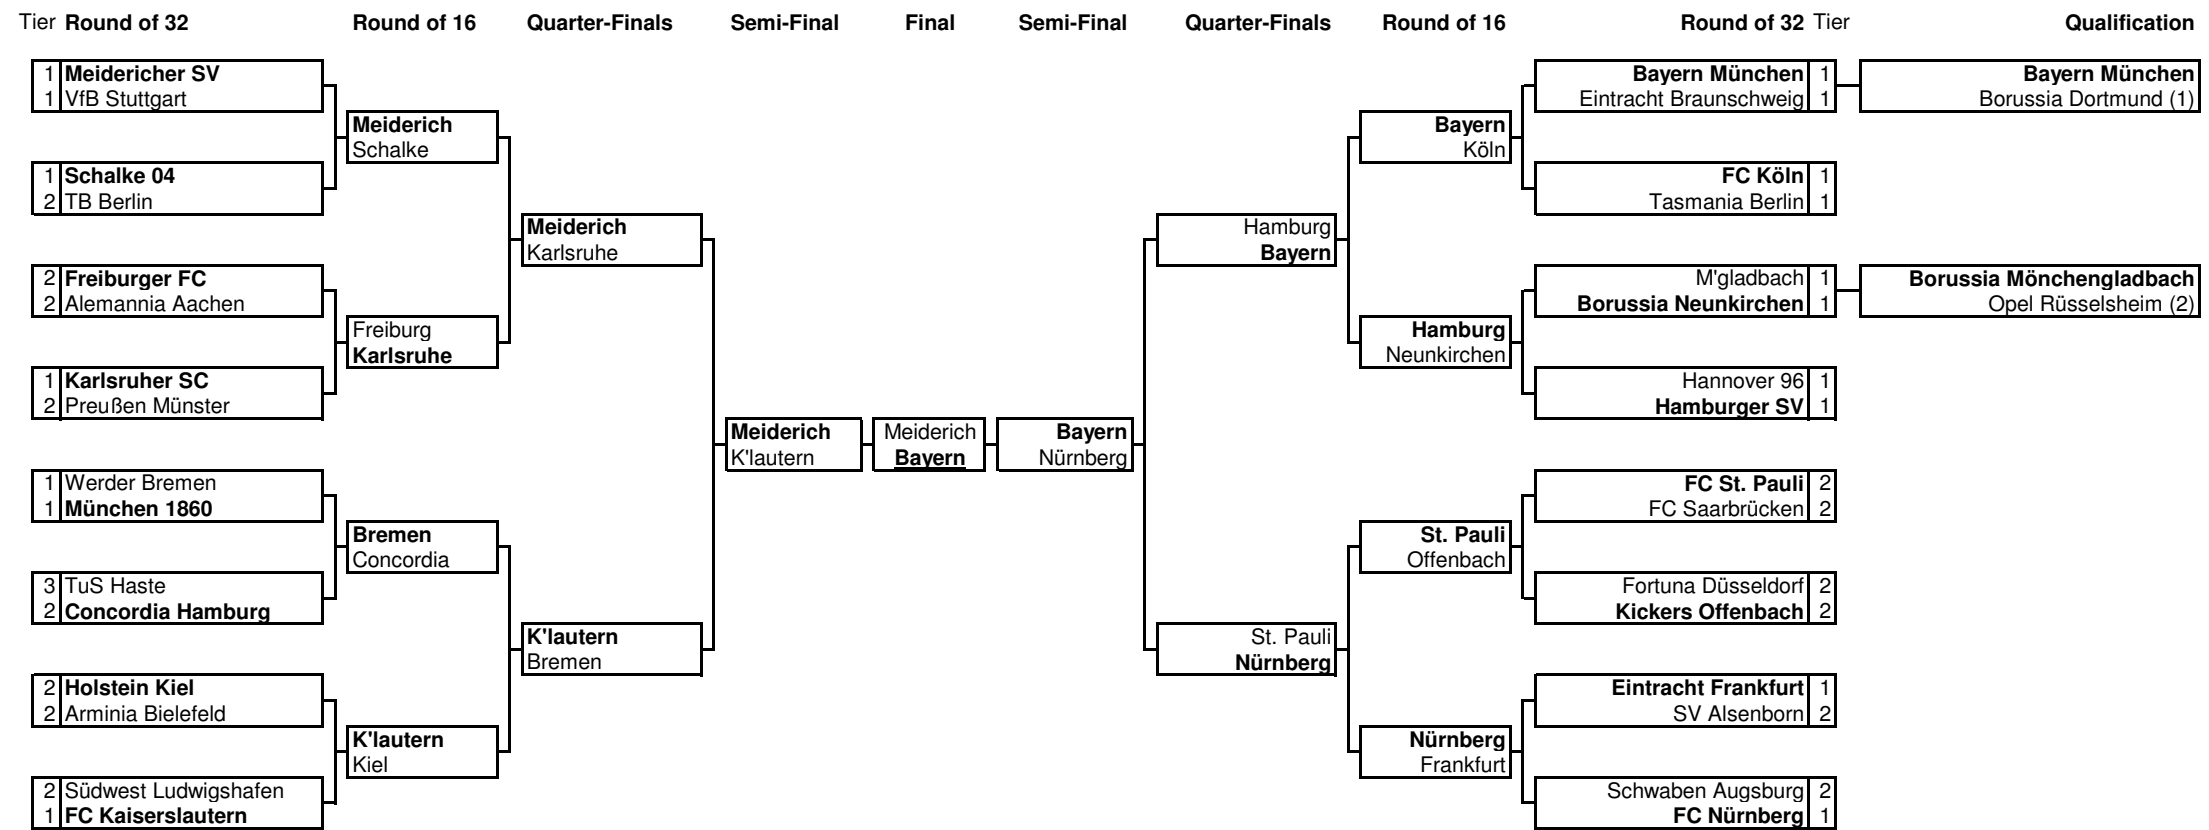 Tier Round of 32 Round of 16 Quarter-Finals Semi-Final Final Semi-Final Quarter-Finals Round of 16 Round of 32 Tier Qualification
1 Meidericher SV
1 VfB Stuttgart
1 Schalke 04
2 TB Berlin
2 Freiburger FC
2 Alemannia Aachen
1 Karlsruher SC
2 Preußen Münster
1 Werder Bremen
1 München 1860
3 TuS Haste
2 Concordia Hamburg
2 Holstein Kiel
2 Arminia Bielefeld
2 Südwest Ludwigshafen
1 FC Kaiserslautern
Meiderich
Schalke
Freiburg
Karlsruhe
Bremen
Concordia
K'lautern
Kiel
Meiderich
Karlsruhe
K'lautern
Bremen
Meiderich
K'lautern
Meiderich
Bayern
Bayern
Nürnberg
Hamburg
Bayern
St. Pauli
Nürnberg
Bayern
Köln
Hamburg
Neunkirchen
St. Pauli
Offenbach
Nürnberg
Frankfurt
Bayern München 1
Eintracht Braunschweig 1
FC Köln 1
Tasmania Berlin 1
M'gladbach 1
Borussia Neunkirchen 1
Hannover 96 1
Hamburger SV 1
FC St. Pauli 2
FC Saarbrücken 2
Fortuna Düsseldorf 2
Kickers Offenbach 2
Eintracht Frankfurt 1
SV Alsenborn 2
Schwaben Augsburg 2
FC Nürnberg 1
Bayern München
Borussia Dortmund (1)
Borussia Mönchengladbach
Opel Rüsselsheim (2)